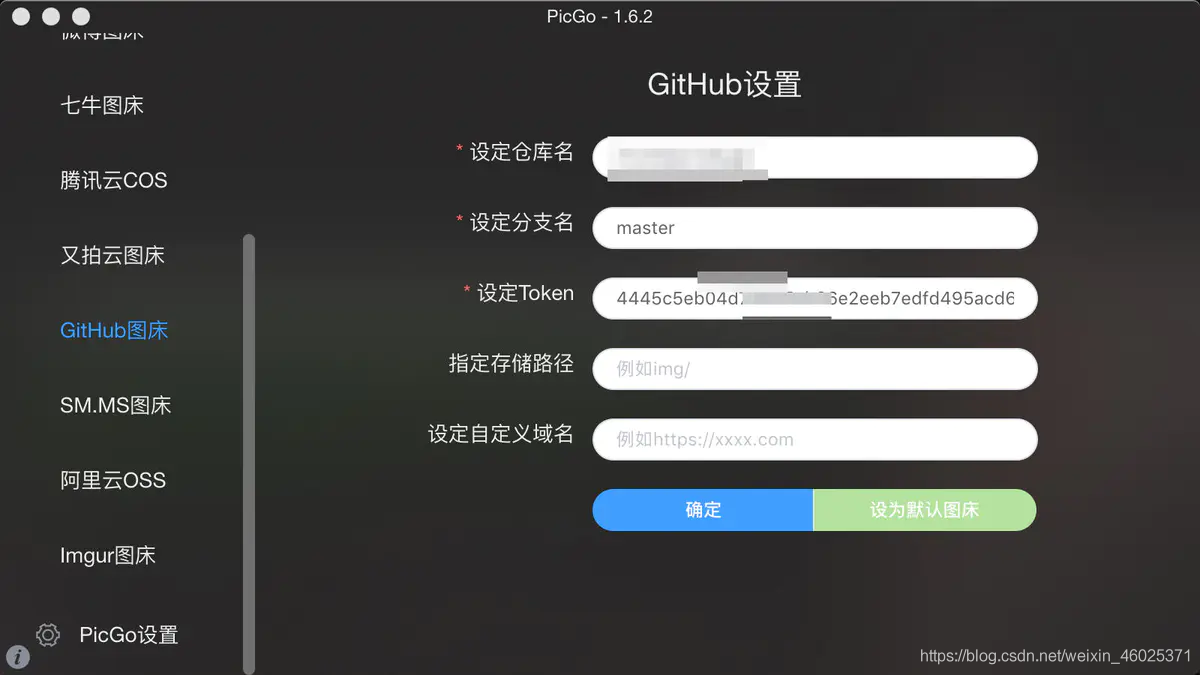 PicGo - 1.6.2
微博图床
七牛图床
腾讯云COS
又拍云图床
GitHub图床
SM.MS图床
阿里云OSS
Imgur图床
PicGo设置
GitHub设置
* 设定仓库名
* 设定分支名
master
* 设定Token
指定存储路径
例如img/
设定自定义域名
例如https://xxxx.com
确定
设为默认图床
https://blog.csdn.net/weixin_46025371